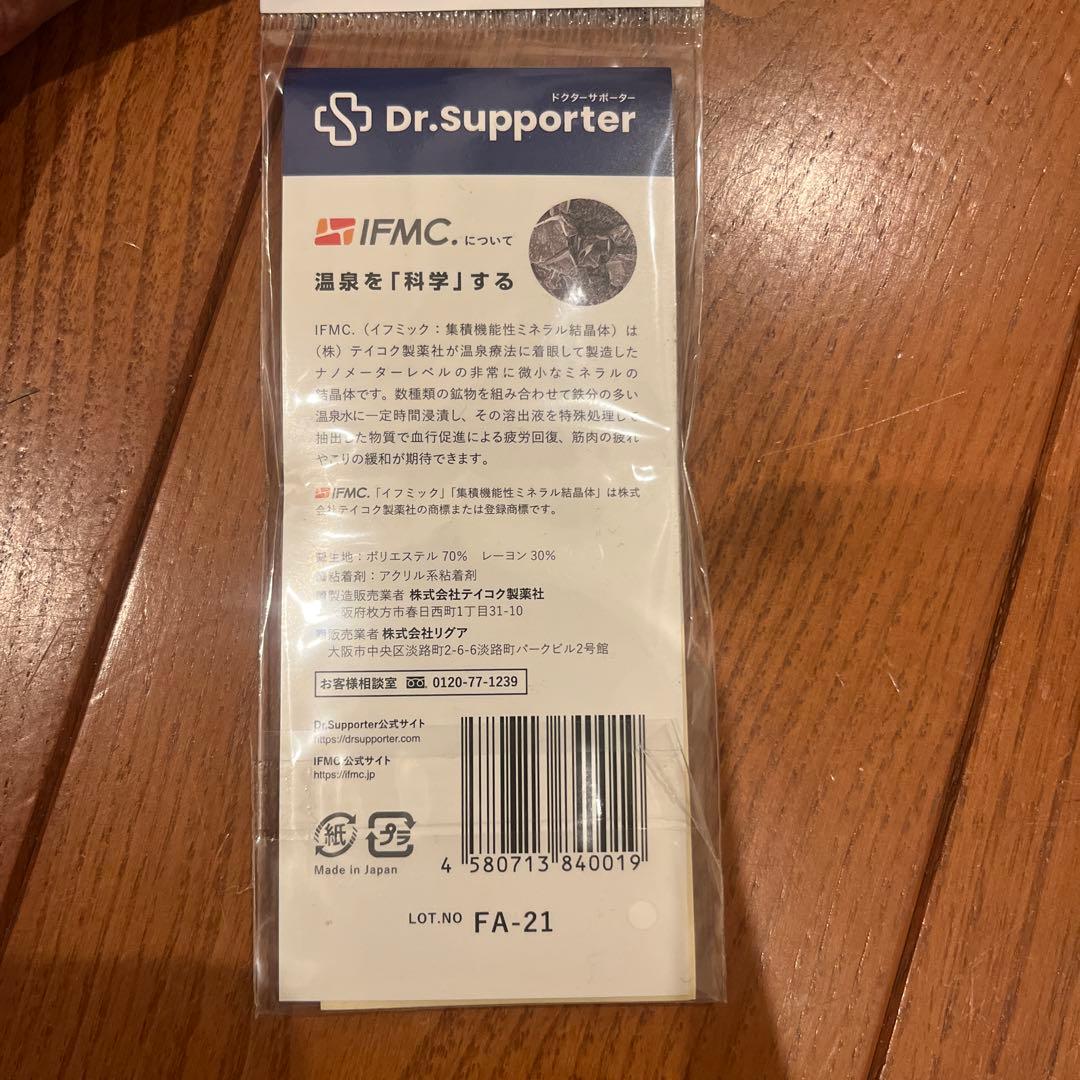 ドクターサポーター
Dr.Supporter
IFMC.について
温泉を「科学」する
IFMC.（イフミック：集積機能性ミネラル結晶体）は
（株）テイコク製薬社が温泉療法に着眼して製造した
ナノメーターレベルの非常に微小なミネラルの
結晶体です。数種類の鉱物を組み合わせて鉄分の多い
温泉水に一定時間浸漬し、その溶出液を特殊処理して
抽出した物質で血行促進による疲労回復、筋肉の疲れ
やこりの緩和が期待できます。
IFMC.「イフミック」「集積機能性ミネラル結晶体」は株式
会社テイコク製薬社の商標または登録商標です。
生地：ポリエステル 70%　レーヨン 30%
粘着剤：アクリル系粘着剤
製造販売業者 株式会社テイコク製薬社
大阪府枚方市春日西町1丁目31-10
販売業者 株式会社リグア
大阪市中央区淡路町2-6-6淡路町パークビル2号館
お客様相談室 0120-77-1239
Dr.Supporter公式サイト
https://drsupporter.com
IFMC.公式サイト
https://ifmc.jp
紙 プラ
Made in Japan
4 580713 840019
LOT.NO FA-21